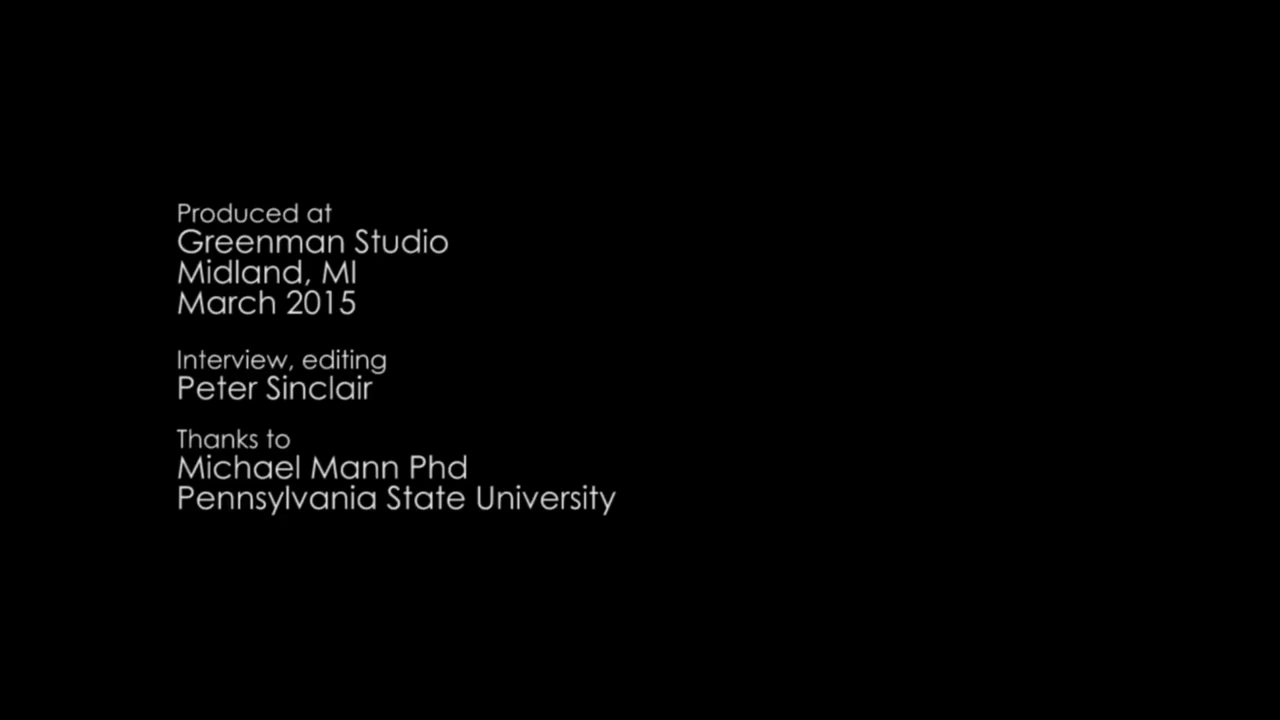 Produced at
Greenman Studio
Midland, MI
March 2015
Interview, editing
Peter Sinclair
Thanks to
Michael Mann Phd
Pennsylvania State University